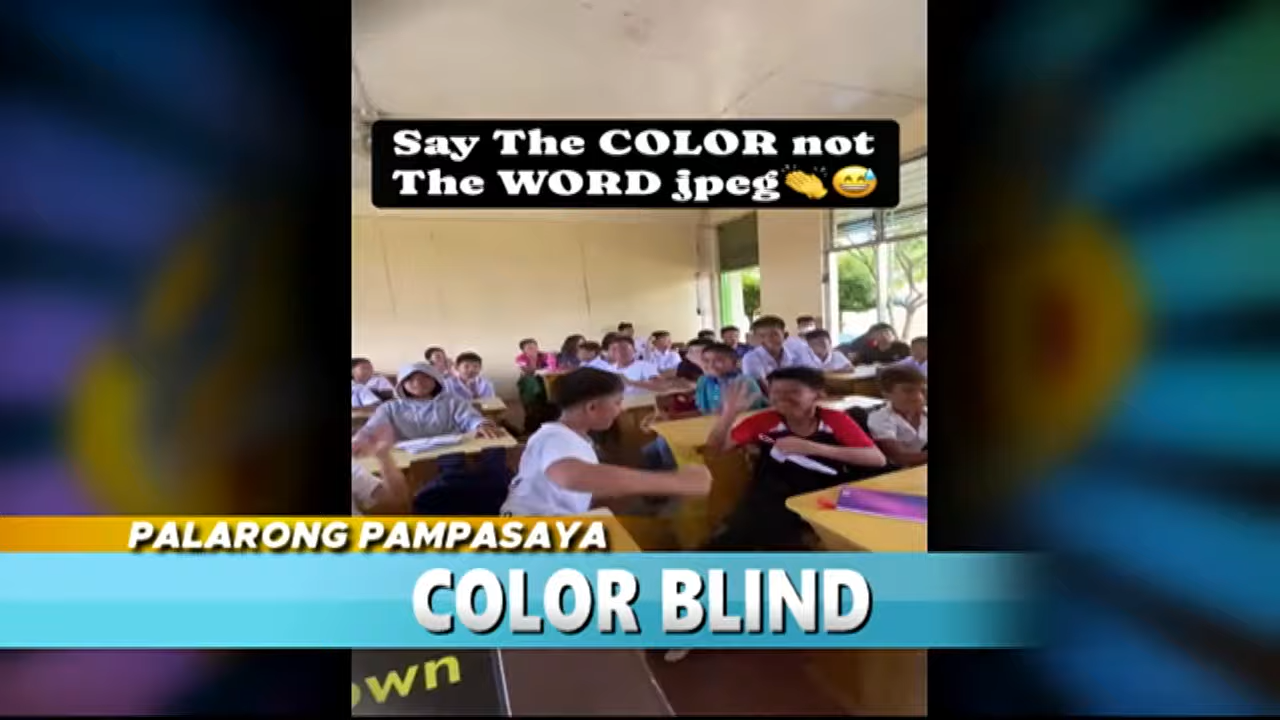 Say The COLOR not
The WORD jpeg👏😅
PALARONG PAMPASAYA
COLOR BLIND
own